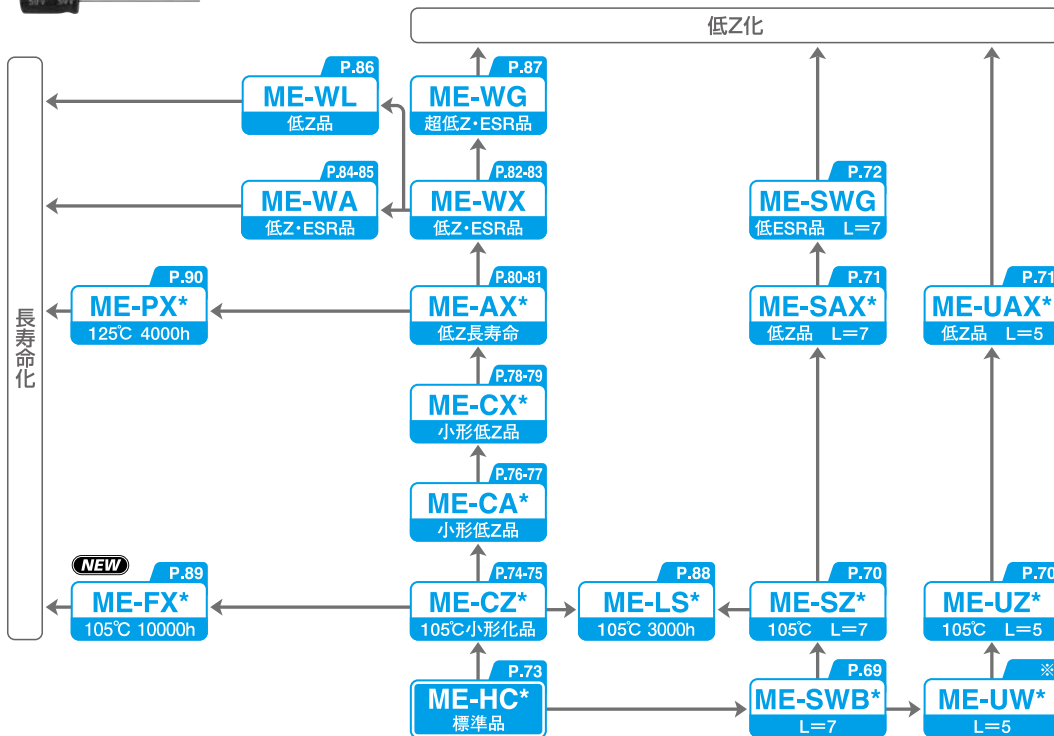 50V 50V
低Z化
長寿命化
P.86
ME-WL
低Z品
P.87
ME-WG
超低Z・ESR品
P.84-85
ME-WA
低Z・ESR品
P.82-83
ME-WX
低Z・ESR品
P.72
ME-SWG
低ESR品 L=7
P.90
ME-PX*
125℃ 4000h
P.80-81
ME-AX*
低Z長寿命
P.71
ME-SAX*
低Z品 L=7
P.71
ME-UAX*
低Z品 L=5
P.78-79
ME-CX*
小形低Z品
P.76-77
ME-CA*
小形低Z品
NEW
P.89
ME-FX*
105℃ 10000h
P.74-75
ME-CZ*
105℃小形化品
P.88
ME-LS*
105℃ 3000h
P.70
ME-SZ*
105℃ L=7
P.70
ME-UZ*
105℃ L=5
P.73
ME-HC*
標準品
P.69
ME-SWB*
L=7
※
ME-UW*
L=5